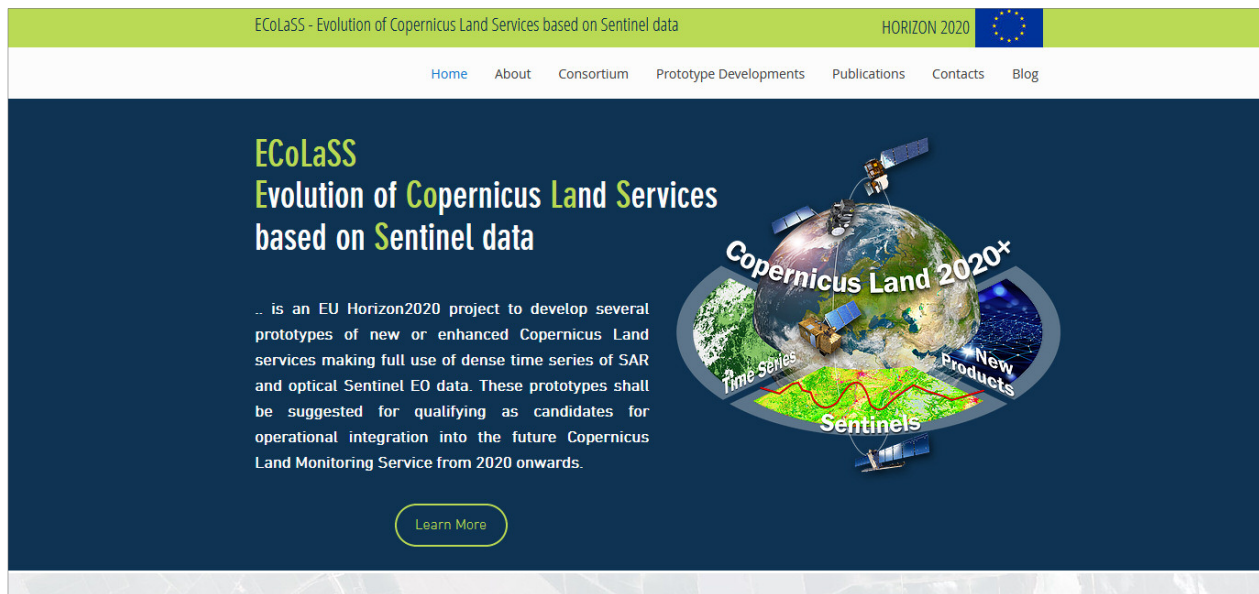 ECoLaSS - Evolution of Copernicus Land Services based on Sentinel data
HORIZON 2020
Home About Consortium Prototype Developments Publications Contacts Blog
ECoLaSS
Evolution of Copernicus Land Services
based on Sentinel data
.. is an EU Horizon2020 project to develop several
prototypes of new or enhanced Copernicus Land
services making full use of dense time series of SAR
and optical Sentinel EO data. These prototypes shall
be suggested for qualifying as candidates for
operational integration into the future Copernicus
Land Monitoring Service from 2020 onwards.
Learn More
Copernicus Land 2020+
Time Series
New
Products
Sentinels